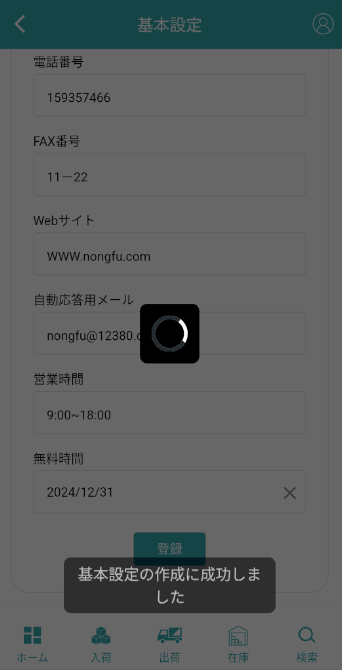 基本設定
電話番号
159357466
FAX番号
11－22
Webサイト
WWW.nongfu.com
自動応答用メール
nongfu@12380.c
営業時間
9:00~18:00
無料時間
2024/12/31
登録
基本設定の作成に成功しま
した
ホーム
入荷
出荷
在庫
検索